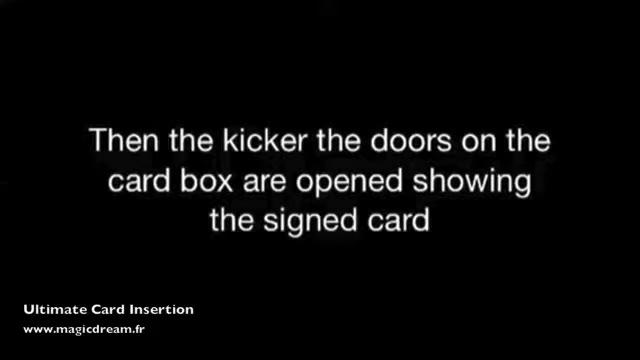 Then the kicker the doors on the
card box are opened showing
the signed card
Ultimate Card Insertion
www.magicdream.fr